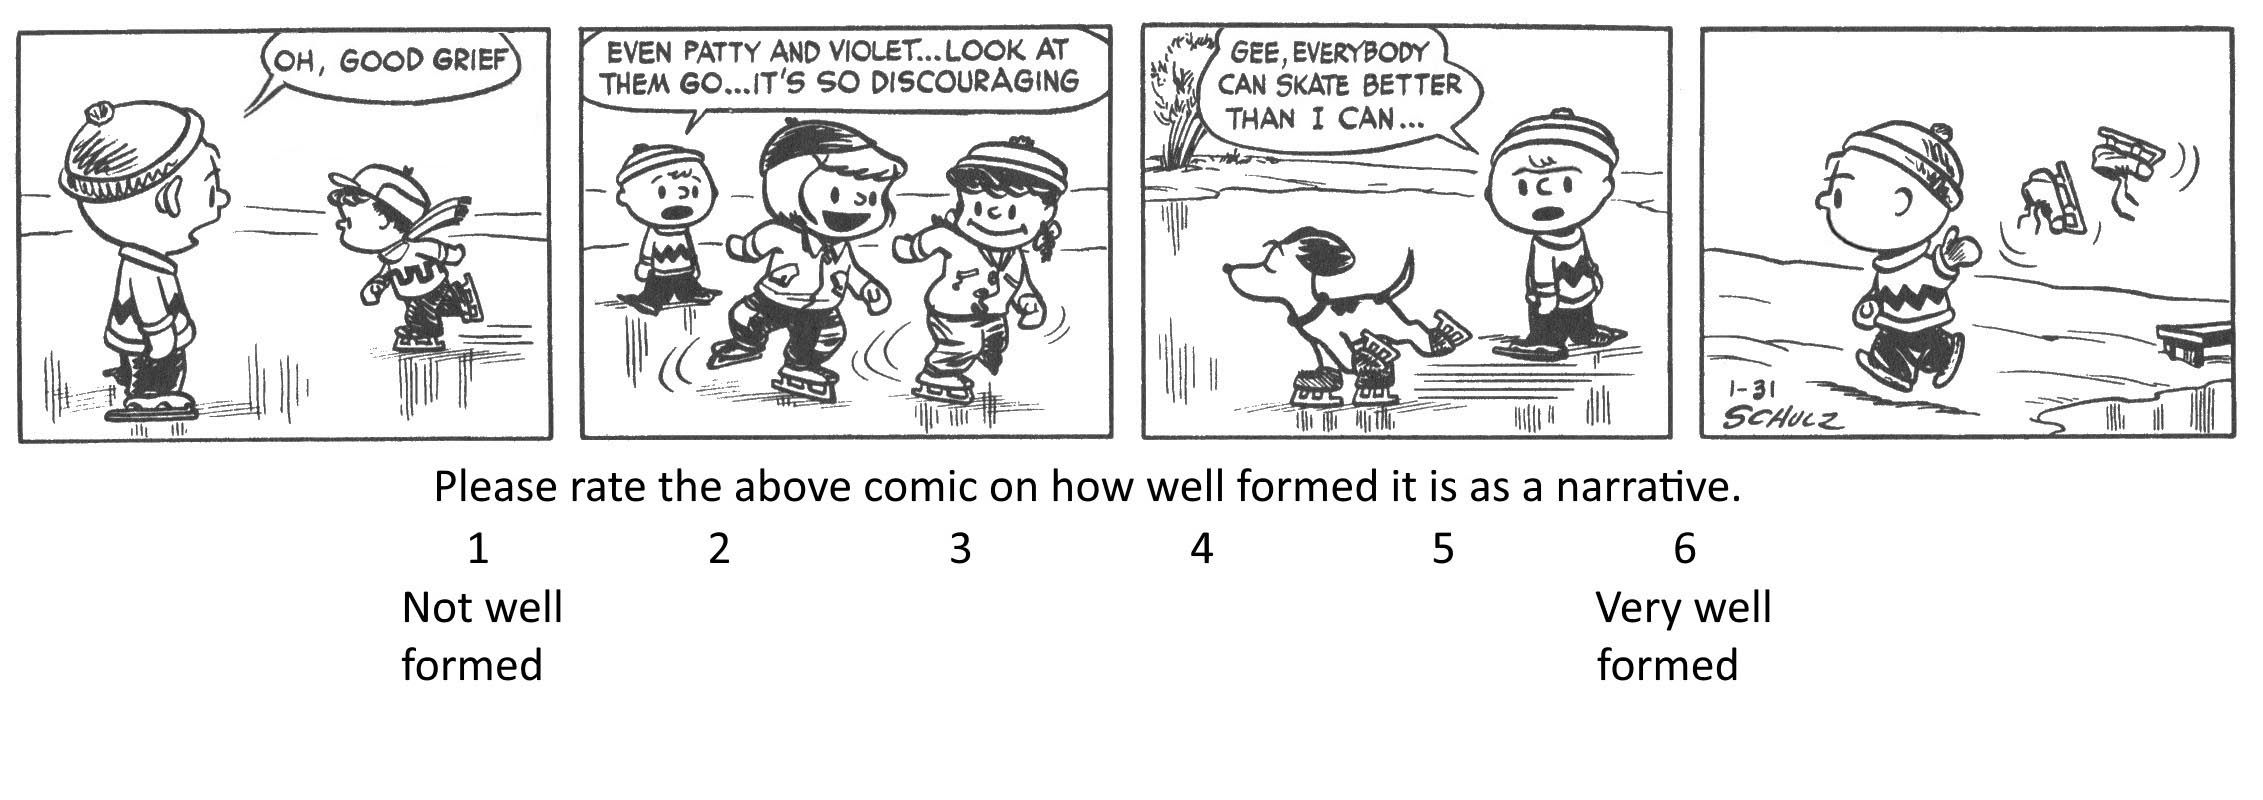 OH, GOOD GRIEF
EVEN PATTY AND VIOLET...LOOK AT
THEM GO...IT'S SO DISCOURAGING
GEE, EVERYBODY
CAN SKATE BETTER
THAN I CAN...
1-31
SCHULZ
Please rate the above comic on how well formed it is as a narrative.
1 2 3 4 5 6
Not well
formed
Very well
formed